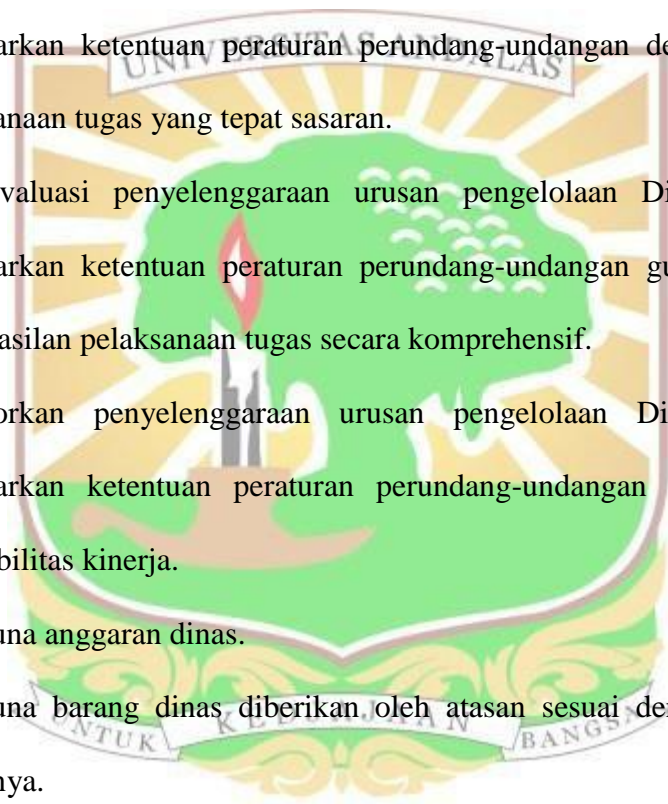 UNIVERSITAS ANDALAS
arkan ketentuan peraturan perundang-undangan de
anaan tugas yang tepat sasaran.
valuasi penyelenggaraan urusan pengelolaan Di
arkan ketentuan peraturan perundang-undangan gu
asilan pelaksanaan tugas secara komprehensif.
orkan penyelenggaraan urusan pengelolaan Di
arkan ketentuan peraturan perundang-undangan
bilitas kinerja.
una anggaran dinas.
una barang dinas diberikan oleh atasan sesuai de
UNTUK KEDJAJAAN BANGSA
nya.